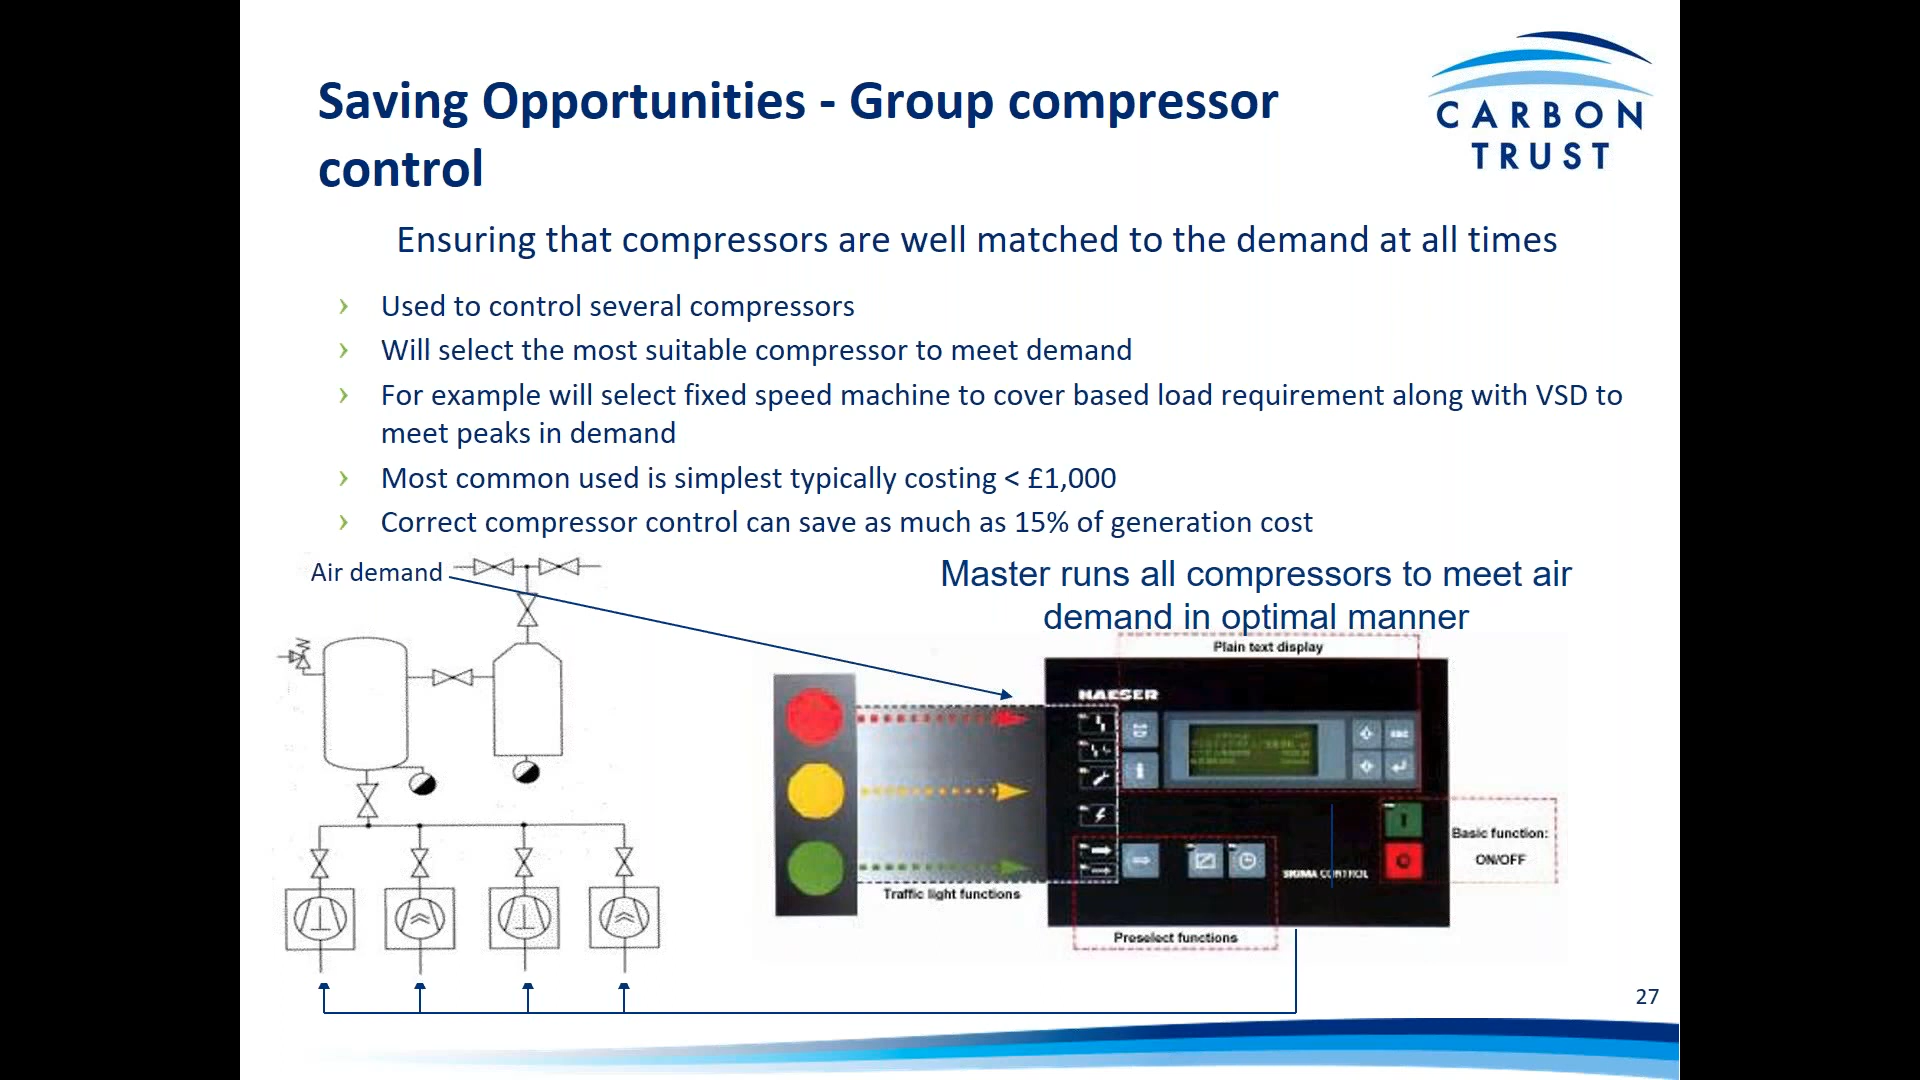 Saving Opportunities - Group compressor
control
CARBON
TRUST
Ensuring that compressors are well matched to the demand at all times
Used to control several compressors
Will select the most suitable compressor to meet demand
For example will select fixed speed machine to cover based load requirement along with VSD to
meet peaks in demand
Most common used is simplest typically costing < £1,000
Correct compressor control can save as much as 15% of generation cost
Air demand
Master runs all compressors to meet air
demand in optimal manner
Plain text display
KAESER
Basic function:
ON/OFF
SIGMA CONTROL
Traffic light functions
Preselect functions
27